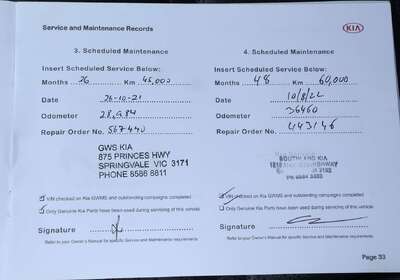 Service and Maintenance Records
KIA
3. Scheduled Maintenance
Insert Scheduled Service Below:
Months 36 Km 45,000
Date 26-10-21
Odometer 28,984
Repair Order No. 567440
GWS KIA
875 PRINCES HWY
SPRINGVALE VIC 3171
PHONE 8586 8811
VIN checked on Kia GWMS and outstanding campaigns completed
Only Genuine Kia Parts have been used during servicing of this vehicle
Signature
Refer to your Owner's Manual for specific Service and Maintenance requirements
4. Scheduled Maintenance
Insert Scheduled Service Below:
Months 48 Km 60,000
Date 10/8/22
Odometer 36460
Repair Order No. 443146
KIA
VIN checked on Kia GWMS and outstanding campaigns completed
Only Genuine Kia Parts have been used during servicing of this vehicle
Signature
Refer to your Owner's Manual for specific Service and Maintenance requirements
Page 33